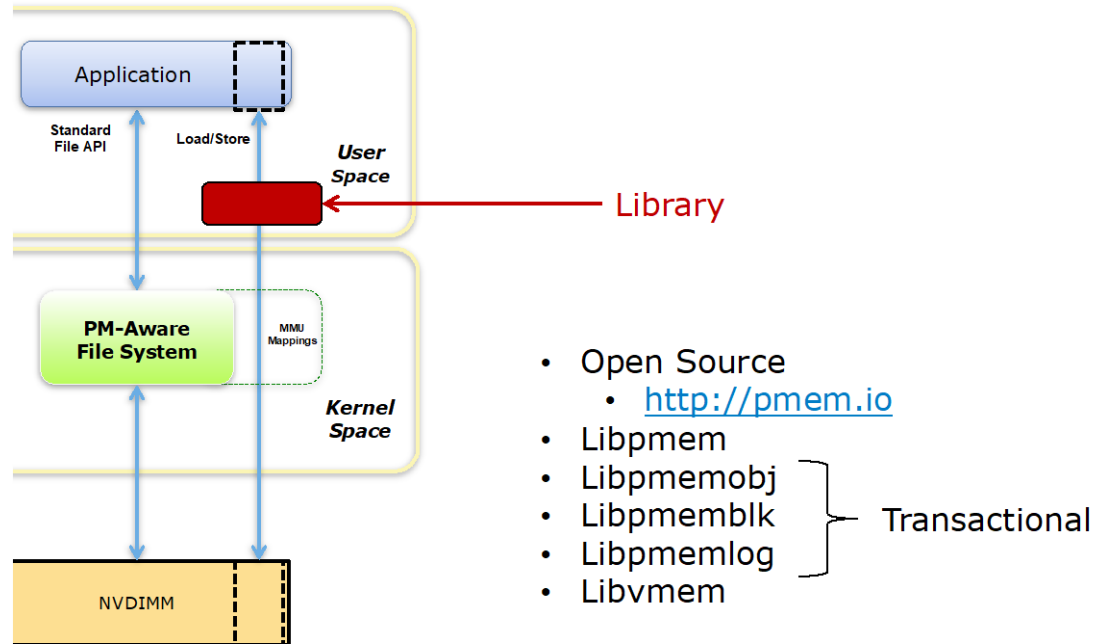 Application
Standard
File API
Load/Store
User
Space
Library
PM-Aware
File System
MMU
Mappings
Kernel
Space
NVDIMM
• Open Source
• http://pmem.io
• Libpmem
• Libpmemobj
• Libpmemblk
• Libpmemlog
• Libvmem
Transactional